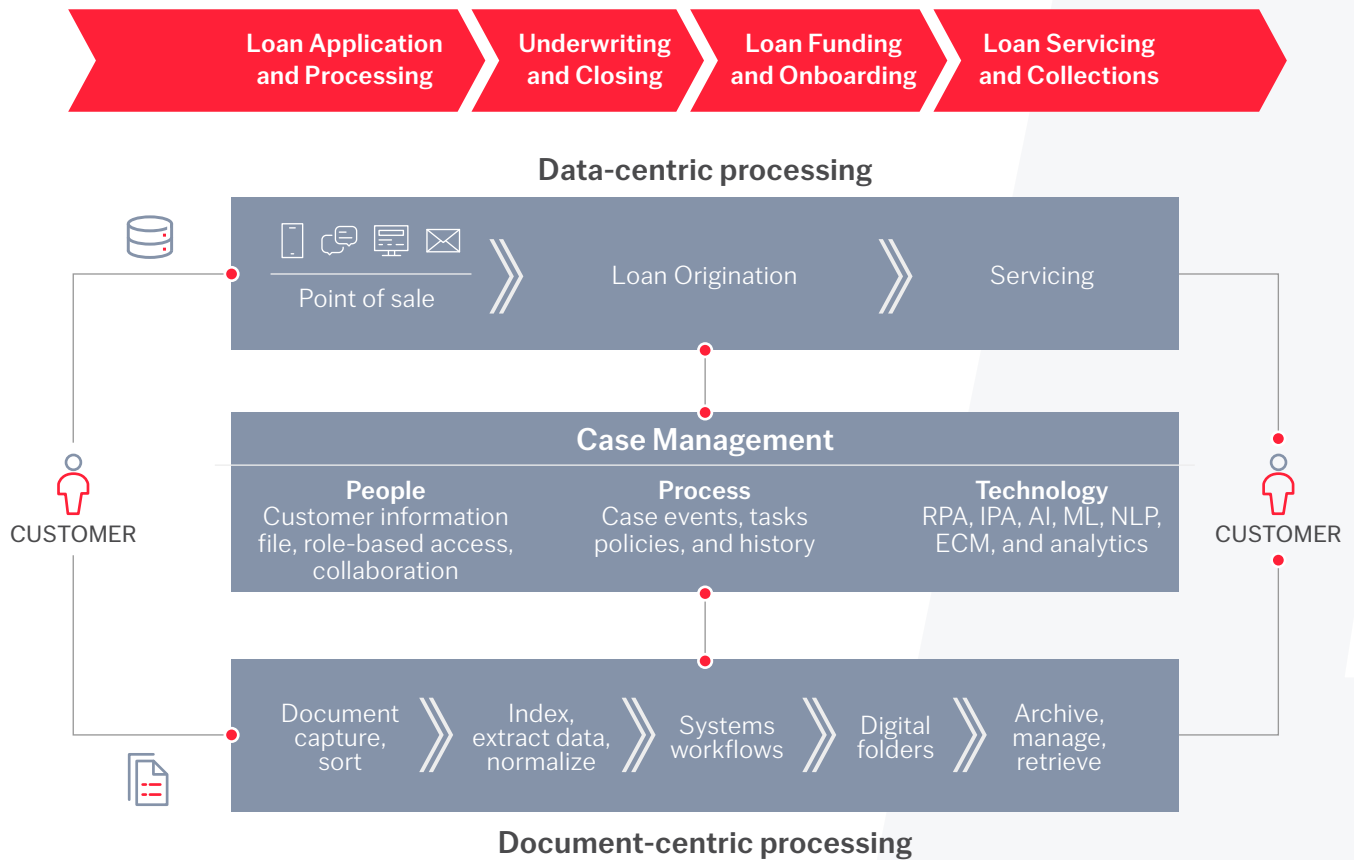 Loan Application
and Processing
Underwriting
and Closing
Loan Funding
and Onboarding
Loan Servicing
and Collections
Data-centric processing
Point of sale
Loan Origination
Servicing
Case Management
People
Customer information
file, role-based access,
collaboration
Process
Case events, tasks
policies, and history
Technology
RPA, IPA, AI, ML, NLP,
ECM, and analytics
CUSTOMER
CUSTOMER
Document
capture,
sort
Index,
extract data,
normalize
Systems
workflows
Digital
folders
Archive,
manage,
retrieve
Document-centric processing